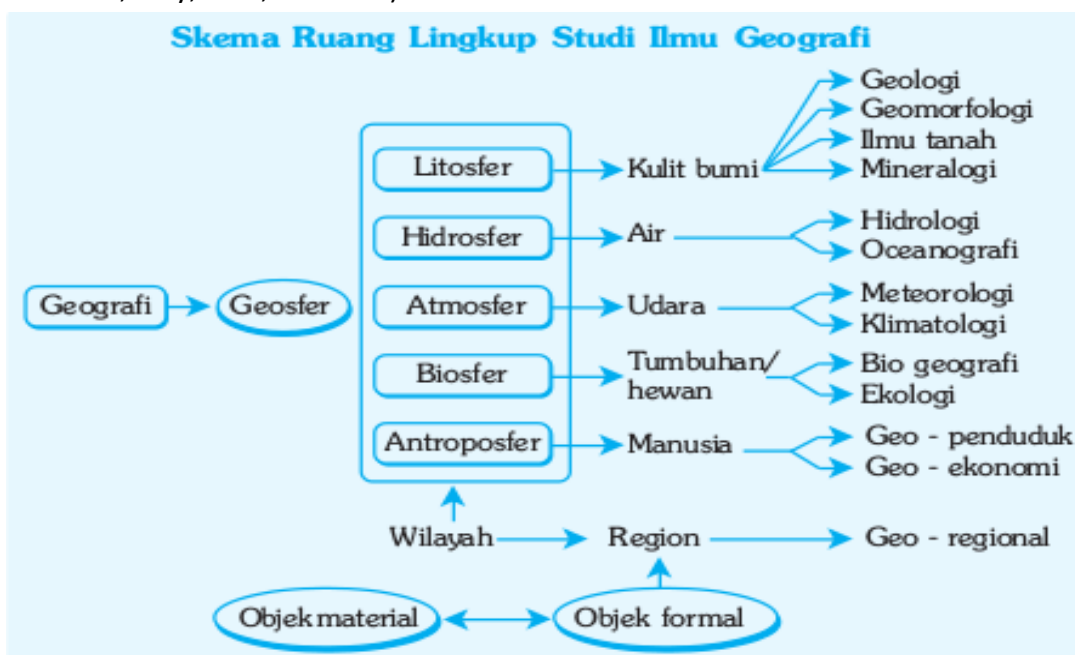 Skema Ruang Lingkup Studi Ilmu Geografi
Geografi
Geosfer
Litosfer
Kulit bumi
Geologi
Geomorfologi
Ilmu tanah
Mineralogi
Hidrosfer
Air
Hidrologi
Oceanografi
Atmosfer
Udara
Meteorologi
Klimatologi
Biosfer
Tumbuhan/
hewan
Bio geografi
Ekologi
Antroposfer
Manusia
Geo - penduduk
Geo - ekonomi
Wilayah
Region
Geo - regional
Objek material
Objek formal